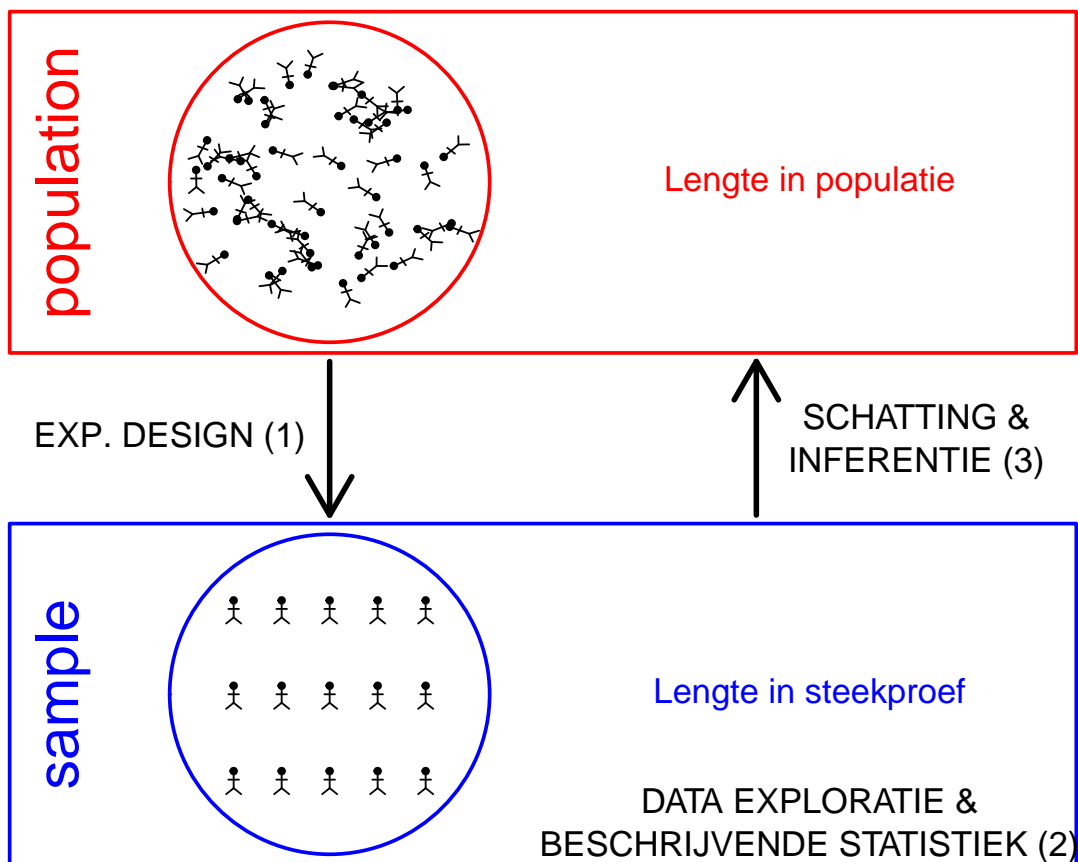 population
Lengte in populatie
EXP. DESIGN (1)
SCHATTING &
INFERENTIE (3)
sample
Lengte in steekproef
DATA EXPLORATIE &
BESCHRIJVENDE STATISTIEK (2)